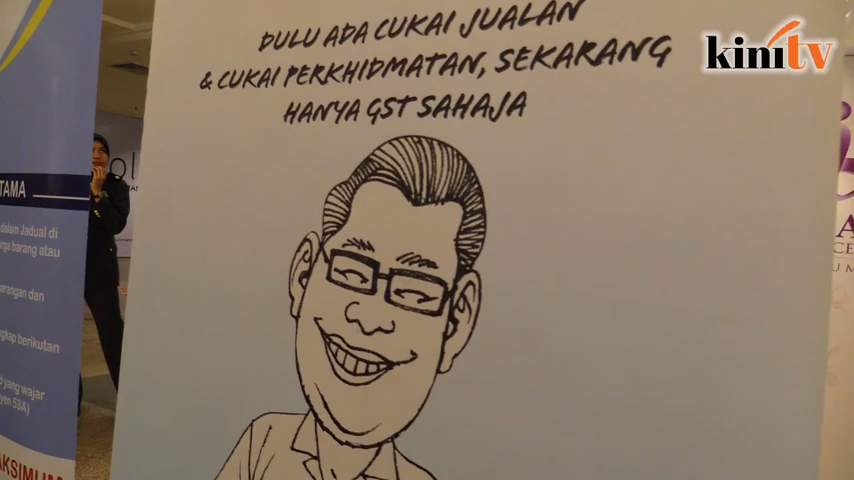 DULU ADA CUKAI JUALAN
& CUKAI PERKHIDMATAN, SEKARANG
HANYA GST SAHAJA
kinitv
TAMA
dalam Jadual di
rga barang atau
arangan dan
gkap berikutan
d yang wajar
yen 53A)
AKSIMUM